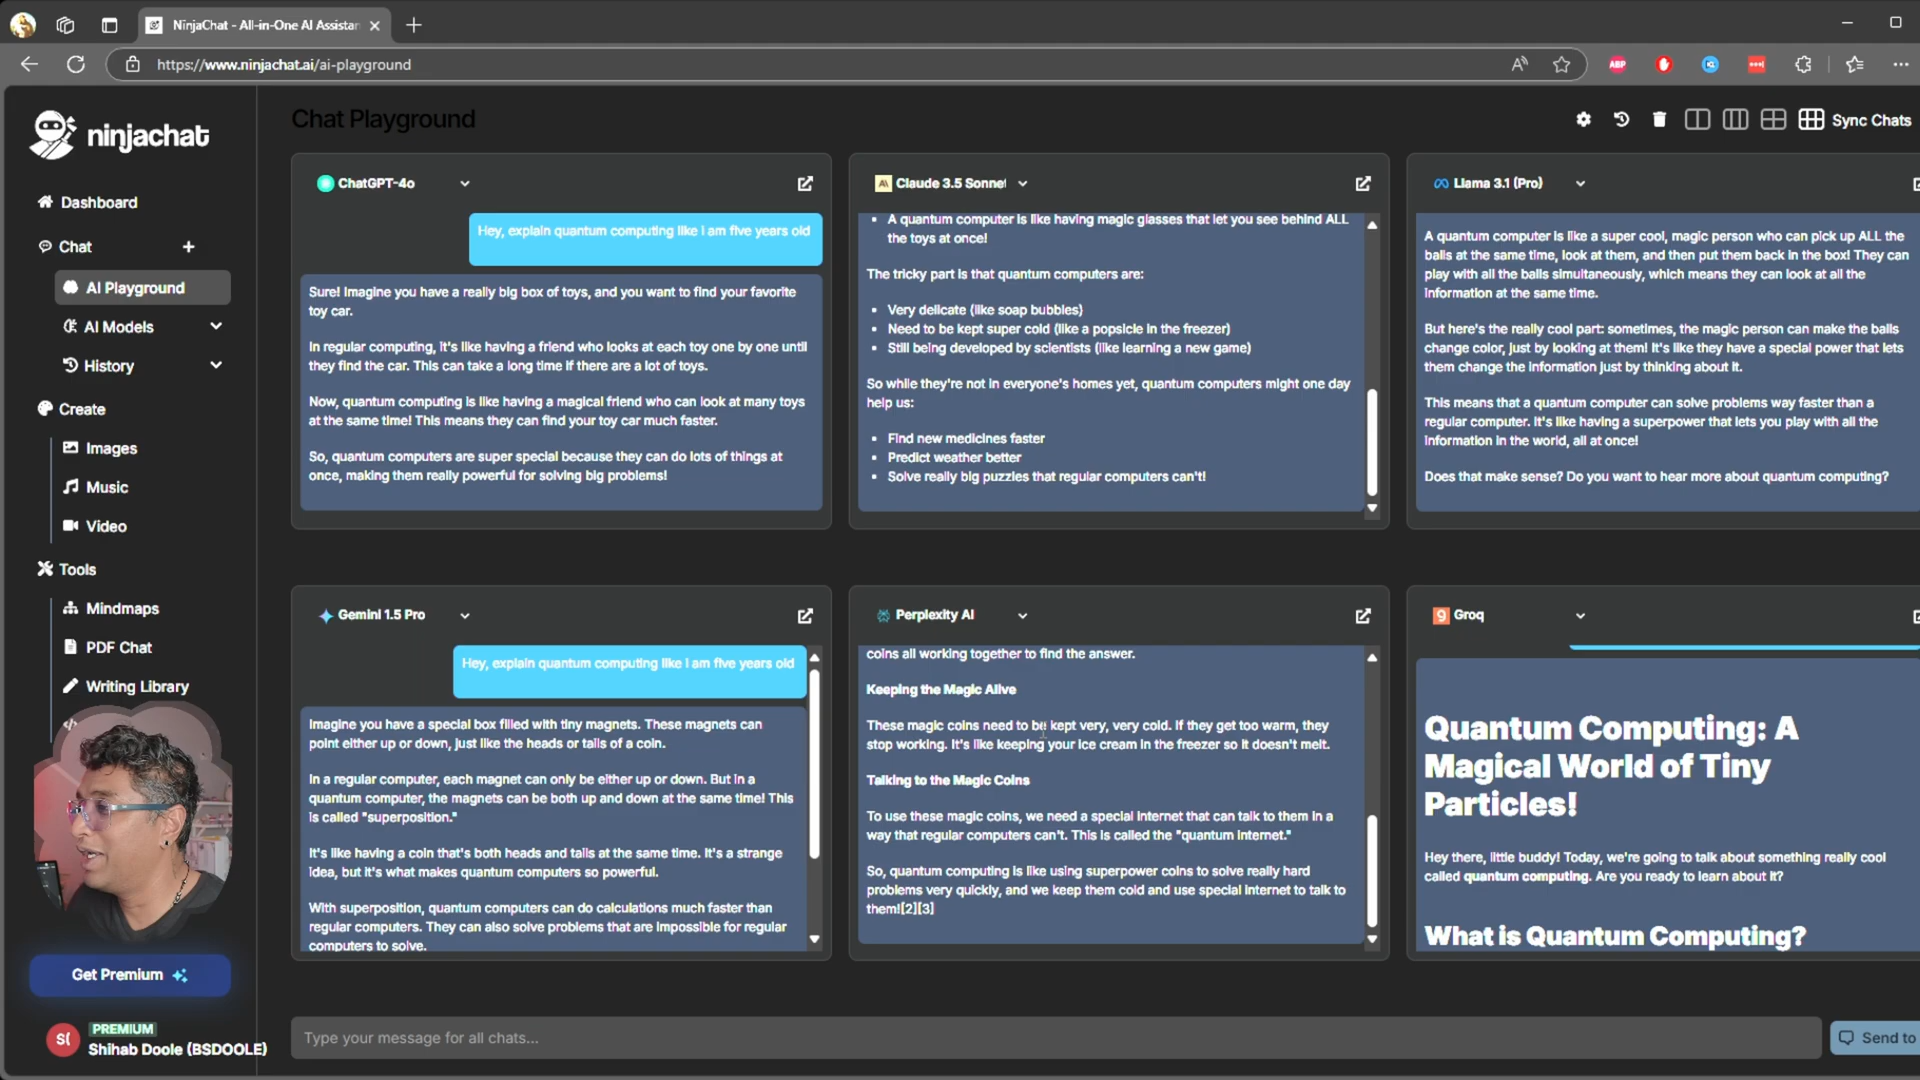 NinjaChat - All-in-One AI Assistan
https://www.ninjachat.ai/ai-playground
ABP
ninjachat
Dashboard
Chat
AI Playground
AI Models
History
Create
Images
Music
Video
Tools
Mindmaps
PDF Chat
Writing Library
Get Premium
S(
PREMIUM
Shihab Doole (BSDOOLE)
Chat Playground
Sync Chats
ChatGPT-4o
Hey, explain quantum computing like i am five years old
Sure! Imagine you have a really big box of toys, and you want to find your favorite
toy car.
In regular computing, it's like having a friend who looks at each toy one by one until
they find the car. This can take a long time if there are a lot of toys.
Now, quantum computing is like having a magical friend who can look at many toys
at the same time! This means they can find your toy car much faster.
So, quantum computers are super special because they can do lots of things at
once, making them really powerful for solving big problems!
Claude 3.5 Sonnet
• A quantum computer is like having magic glasses that let you see behind ALL
the toys at once!
The tricky part is that quantum computers are:
• Very delicate (like soap bubbles)
• Need to be kept super cold (like a popsicle in the freezer)
• Still being developed by scientists (like learning a new game)
So while they're not in everyone's homes yet, quantum computers might one day
help us:
• Find new medicines faster
• Predict weather better
• Solve really big puzzles that regular computers can't!
Llama 3.1 (Pro)
A quantum computer is like a super cool, magic person who can pick up ALL the
balls at the same time, look at them, and then put them back in the box! They can
play with all the balls simultaneously, which means they can look at all the
information at the same time.
But here's the really cool part: sometimes, the magic person can make the balls
change color, just by looking at them! It's like they have a special power that lets
them change the information just by thinking about it.
This means that a quantum computer can solve problems way faster than a
regular computer. It's like having a superpower that lets you play with all the
information in the world, all at once!
Does that make sense? Do you want to hear more about quantum computing?
Gemini 1.5 Pro
Hey, explain quantum computing like i am five years old
Imagine you have a special box filled with tiny magnets. These magnets can
point either up or down, just like the heads or tails of a coin.
In a regular computer, each magnet can only be either up or down. But in a
quantum computer, the magnets can be both up and down at the same time! This
is called "superposition."
It's like having a coin that's both heads and tails at the same time. It's a strange
idea, but it's what makes quantum computers so powerful.
With superposition, quantum computers can do calculations much faster than
regular computers. They can also solve problems that are impossible for regular
computers to solve.
Perplexity AI
coins all working together to find the answer.
Keeping the Magic Alive
These magic coins need to be kept very, very cold. If they get too warm, they
stop working. It's like keeping your ice cream in the freezer so it doesn't melt.
Talking to the Magic Coins
To use these magic coins, we need a special internet that can talk to them in a
way that regular computers can't. This is called the "quantum internet."
So, quantum computing is like using superpower coins to solve really hard
problems very quickly, and we keep them cold and use special internet to talk to
them![2][3]
Groq
Quantum Computing: A
Magical World of Tiny
Particles!
Hey there, little buddy! Today, we're going to talk about something really cool
called quantum computing. Are you ready to learn about it?
What is Quantum Computing?
Type your message for all chats...
Send to